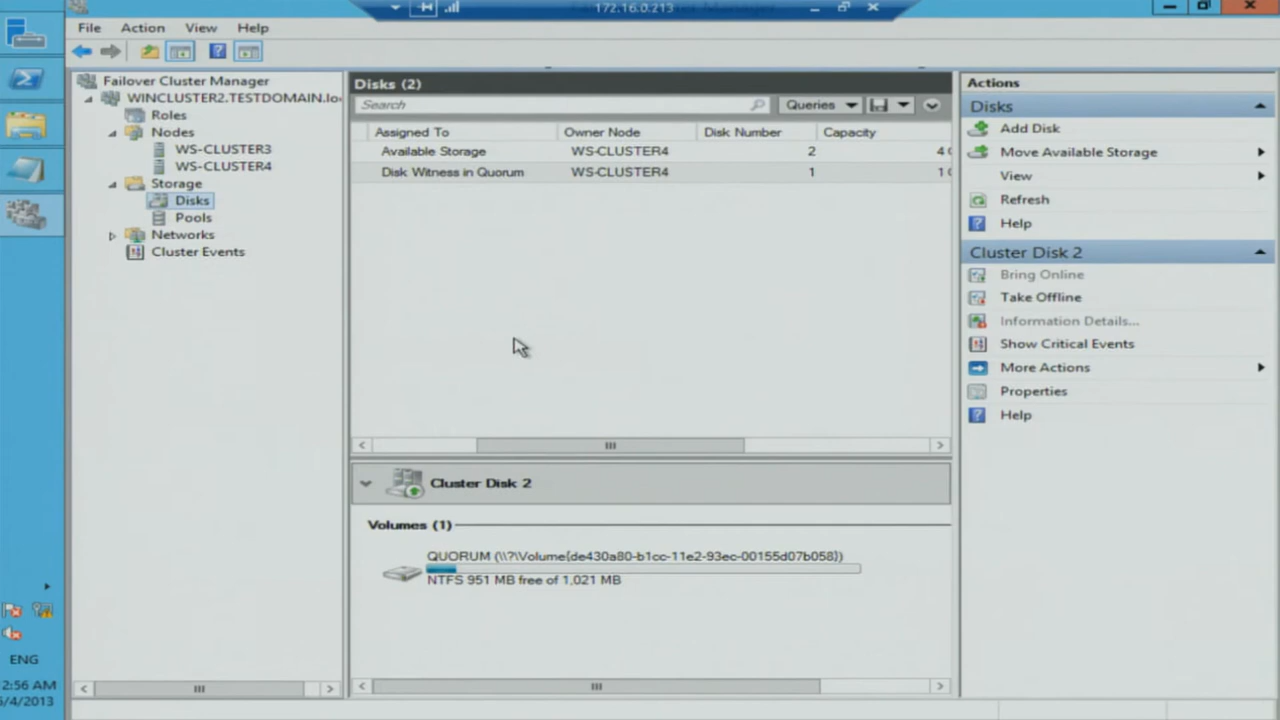 172.16.0.213
File Action View Help
Failover Cluster Manager
WINCLUSTER2.TESTDOMAIN.lo
Roles
Nodes
WS-CLUSTER3
WS-CLUSTER4
Storage
Disks
Pools
Networks
Cluster Events
Disks (2)
Search
Queries
Assigned To Owner Node Disk Number Capacity
Available Storage WS-CLUSTER4 2 4
Disk Witness in Quorum WS-CLUSTER4 1 1
Cluster Disk 2
Volumes (1)
QUORUM (\\?\Volume{de430a80-b1cc-11e2-93ec-00155d07b058})
NTFS 951 MB free of 1,021 MB
Actions
Disks
Add Disk
Move Available Storage
View
Refresh
Help
Cluster Disk 2
Bring Online
Take Offline
Information Details...
Show Critical Events
More Actions
Properties
Help
ENG
2:56 AM
/4/2013